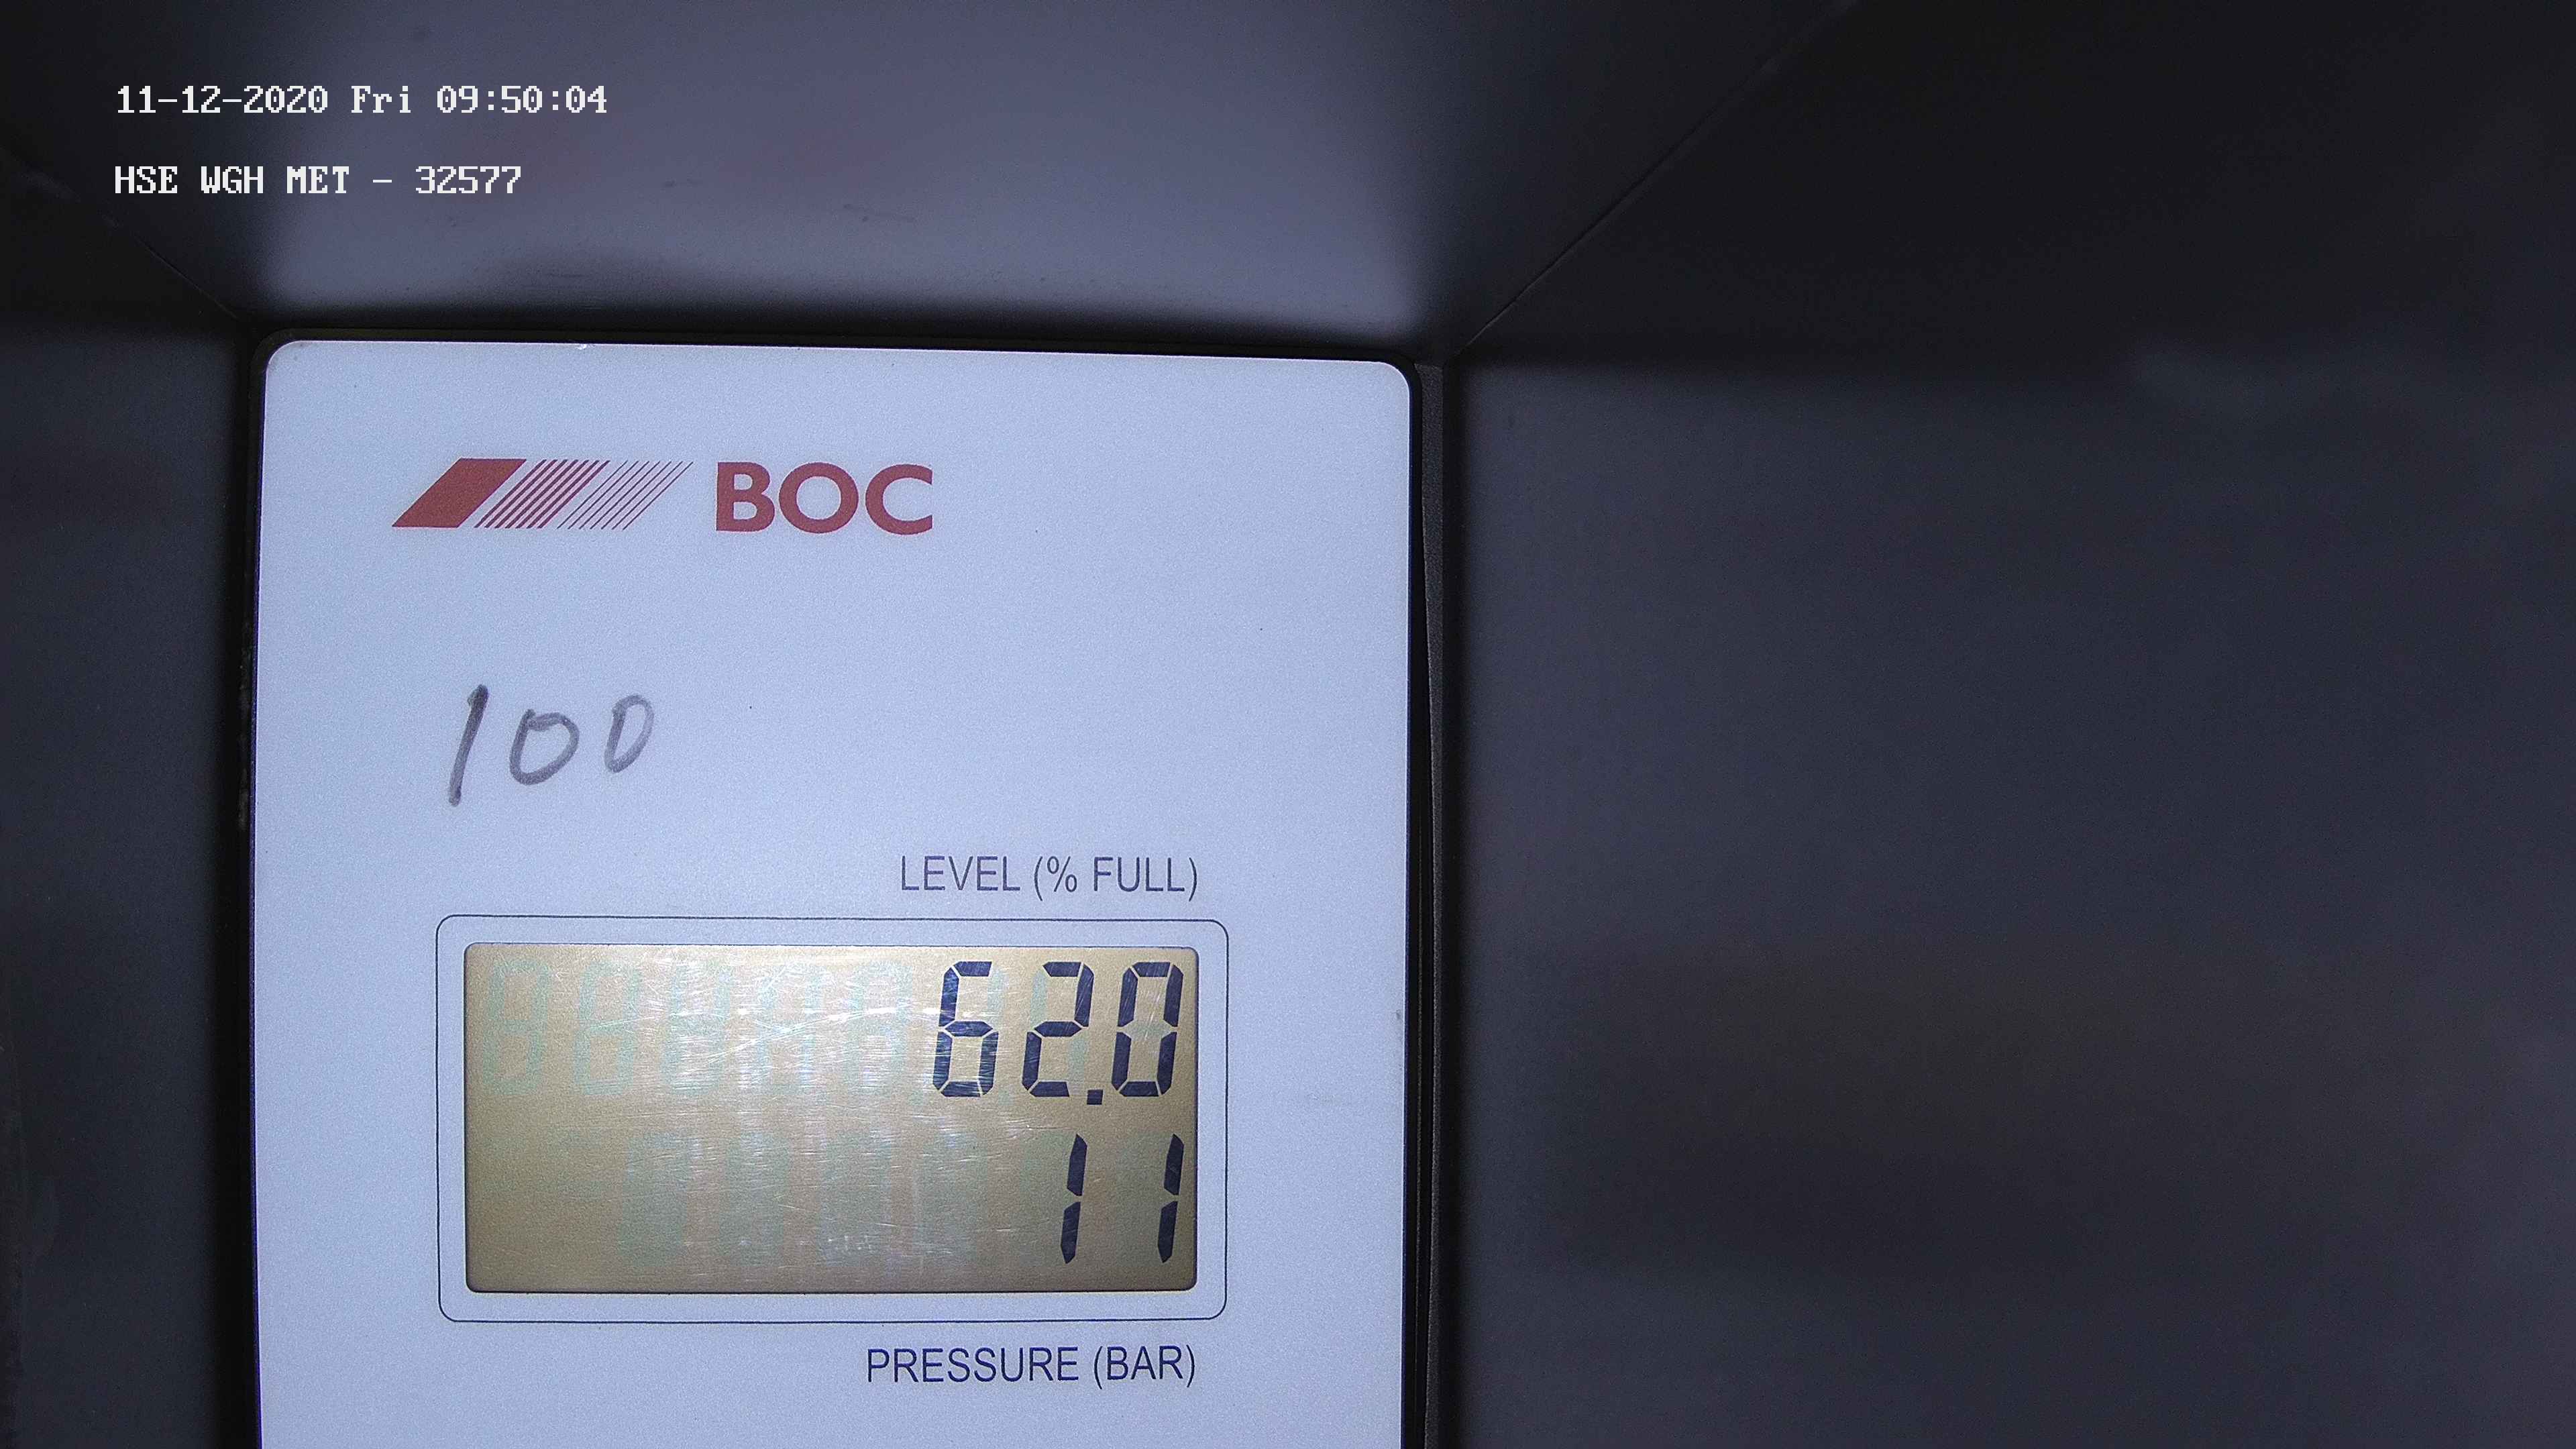 11-12-2020 Fri 09:50:04
HSE WGH MET - 32577
BOC
100
LEVEL (% FULL)
62.0
11
PRESSURE (BAR)